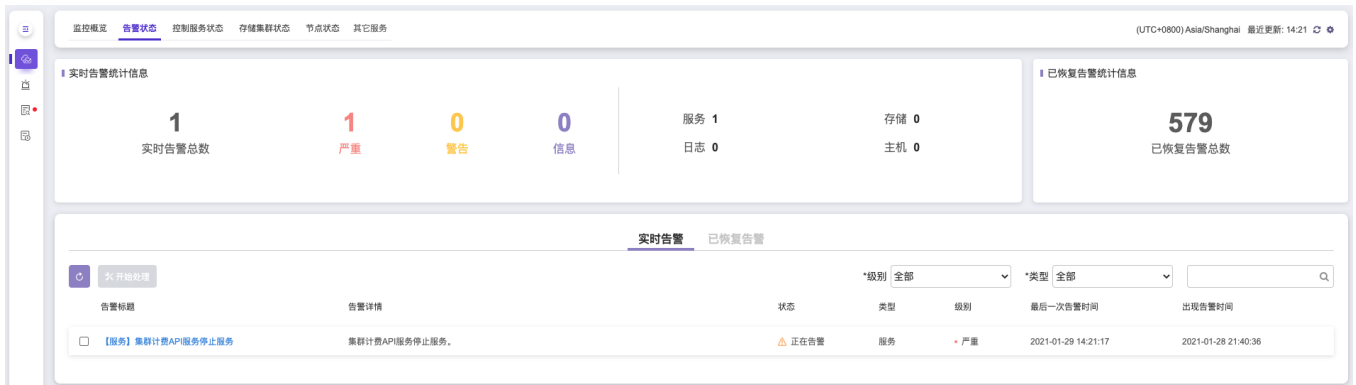 监控概览 告警状态 控制服务状态 存储集群状态 节点状态 其它服务 (UTC+0800) Asia/Shanghai 最近更新: 14:21
实时告警统计信息 已恢复告警统计信息
1 1 0 0 服务 1 存储 0 579
实时告警总数 严重 警告 信息 日志 0 主机 0 已恢复告警总数
实时告警 已恢复告警
开始处理 *级别 全部 *类型 全部
告警标题 告警详情 状态 类型 级别 最后一次告警时间 出现告警时间
【服务】集群计费API服务停止服务 集群计费API服务停止服务。 正在告警 服务 严重 2021-01-29 14:21:17 2021-01-28 21:40:36